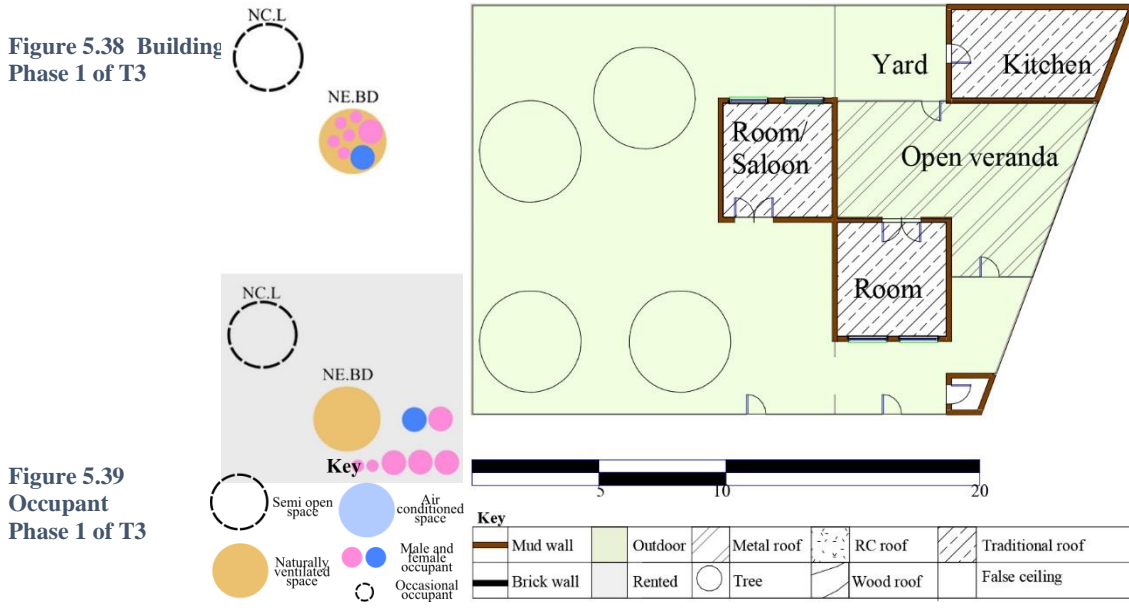 Figure 5.38 Building
Phase 1 of T3
NC.L
NE.BD
NC.L
NE.BD
Figure 5.39
Occupant
Phase 1 of T3
Key
Semi open
space
Air
conditioned
space
Naturally
ventilated
space
Male and
female
occupant
Occasional
occupant
Yard
Kitchen
Room/
Saloon
Open veranda
Room
5
10
20
Key
Mud wall
Outdoor
Metal roof
RC roof
Traditional roof
Brick wall
Rented
Tree
Wood roof
False ceiling